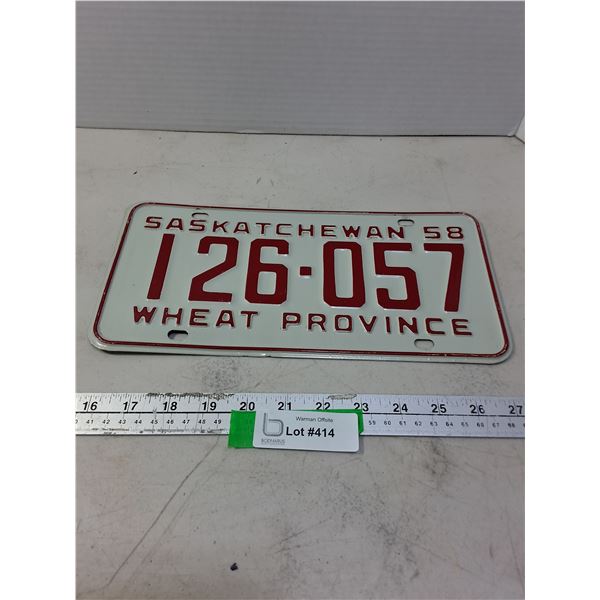 SASKATCHEWAN 58
126·057
WHEAT PROVINCE
16 17 18 19 20 21 22 23 24 25 26 27
Warman Offsite
Lot #414